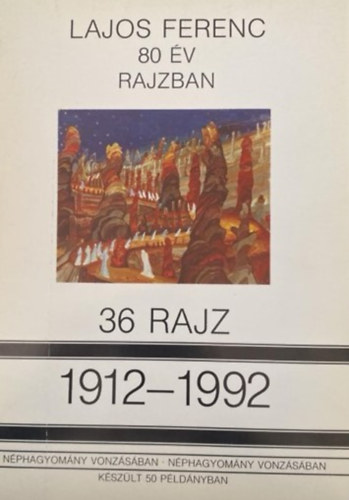 LAJOS FERENC
80 ÉV
RAJZBAN
36 RAJZ
1912–1992
NÉPHAGYOMÁNY VONZÁSÁBAN · NÉPHAGYOMÁNY VONZÁSÁBAN
KÉSZÜLT 50 PÉLDÁNYBAN